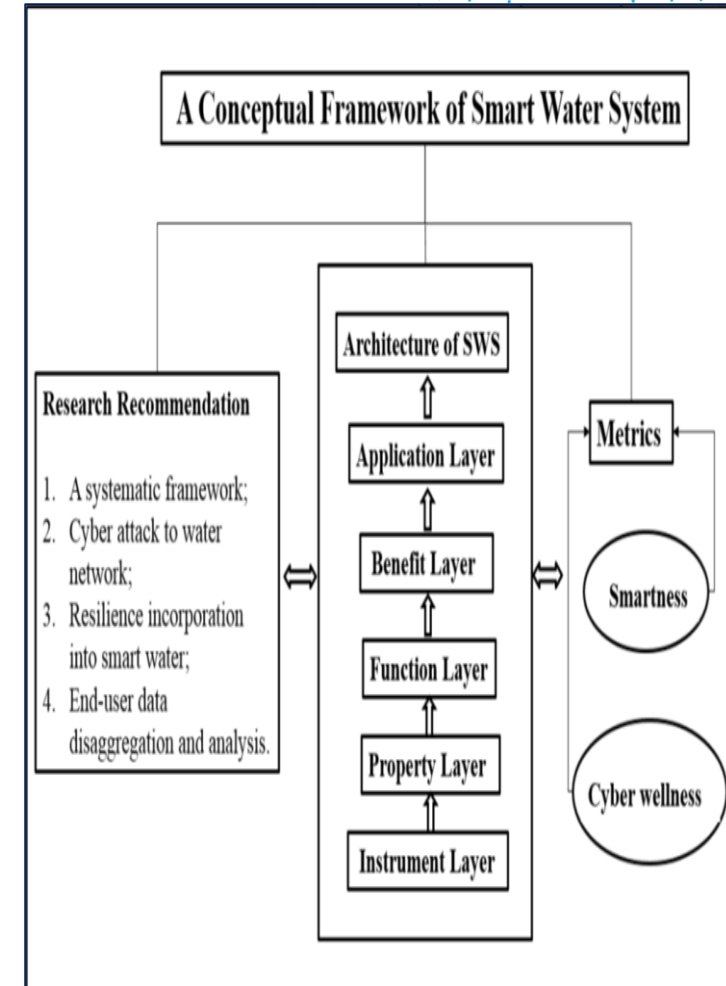 A Conceptual Framework of Smart Water System
Research Recommendation
1. A systematic framework;
2. Cyber attack to water
network;
3. Resilience incorporation
into smart water;
4. End-user data
disaggregation and analysis.
Architecture of SWS
Application Layer
Benefit Layer
Function Layer
Property Layer
Instrument Layer
Metrics
Smartness
Cyber wellness